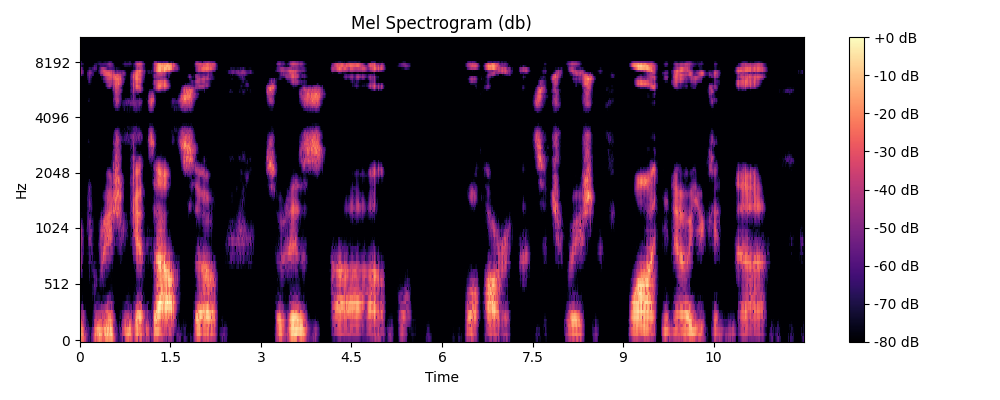 Mel Spectrogram (db)
Hz
8192
4096
2048
1024
512
0
0 1.5 3 4.5 6 7.5 9 10
Time
+0 dB
-10 dB
-20 dB
-30 dB
-40 dB
-50 dB
-60 dB
-70 dB
-80 dB